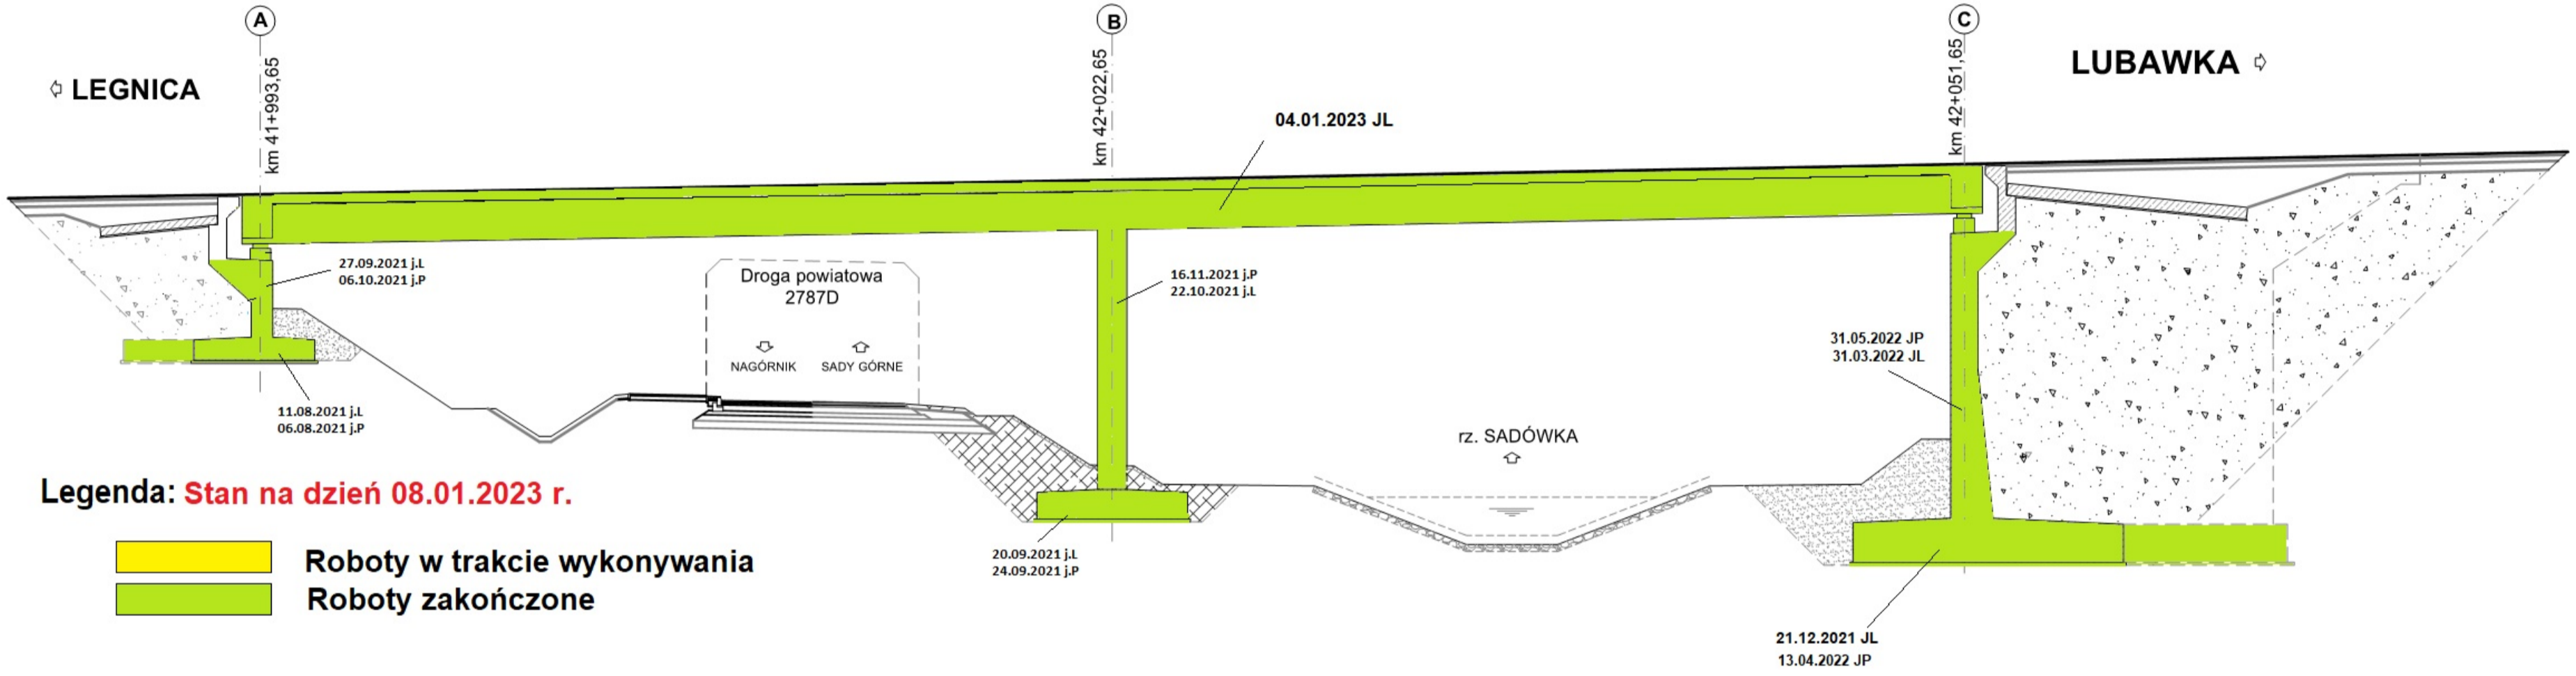 A
B
C
LEGNICA
km 41+993,65
km 42+022,65
km 42+051,65
LUBAWKA
04.01.2023 JL
27.09.2021 j.L
06.10.2021 j.P
Droga powiatowa
2787D
NAGÓRNIK
SADY GÓRNE
16.11.2021 j.P
22.10.2021 j.L
31.05.2022 JP
31.03.2022 JL
11.08.2021 j.L
06.08.2021 j.P
rz. SADÓWKA
Legenda: Stan na dzień 08.01.2023 r.
20.09.2021 j.L
24.09.2021 j.P
Roboty w trakcie wykonywania
Roboty zakończone
21.12.2021 JL
13.04.2022 JP